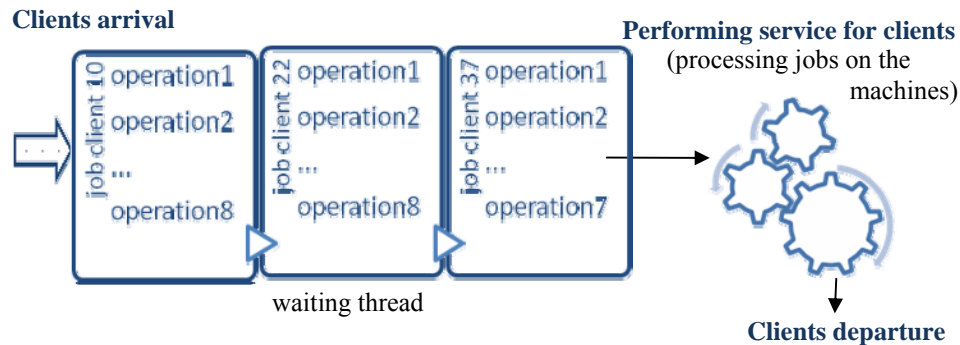 Clients arrival
Performing service for clients
(processing jobs on the
machines)
job client 10
operation1
operation2
...
operation8
job client 22
operation1
operation2
...
operation8
job client 37
operation1
operation2
...
operation7
waiting thread
Clients departure